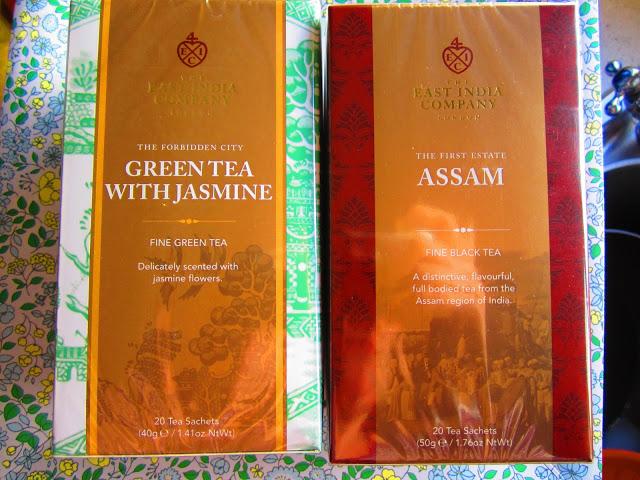 4
E I
C
THE
EAST INDIA
COMPANY
THE FORBIDDEN CITY
GREEN TEA
WITH JASMINE
FINE GREEN TEA
Delicately scented with
jasmine flowers.
20 Tea Sachets
(40g ℮ / 1.41oz NtWt)
4
E I
C
THE
EAST INDIA
COMPANY
THE FIRST ESTATE
ASSAM
FINE BLACK TEA
A distinctive, flavourful,
full bodied tea from the
Assam region of India.
20 Tea Sachets
(50g ℮ / 1.76oz NtWt)